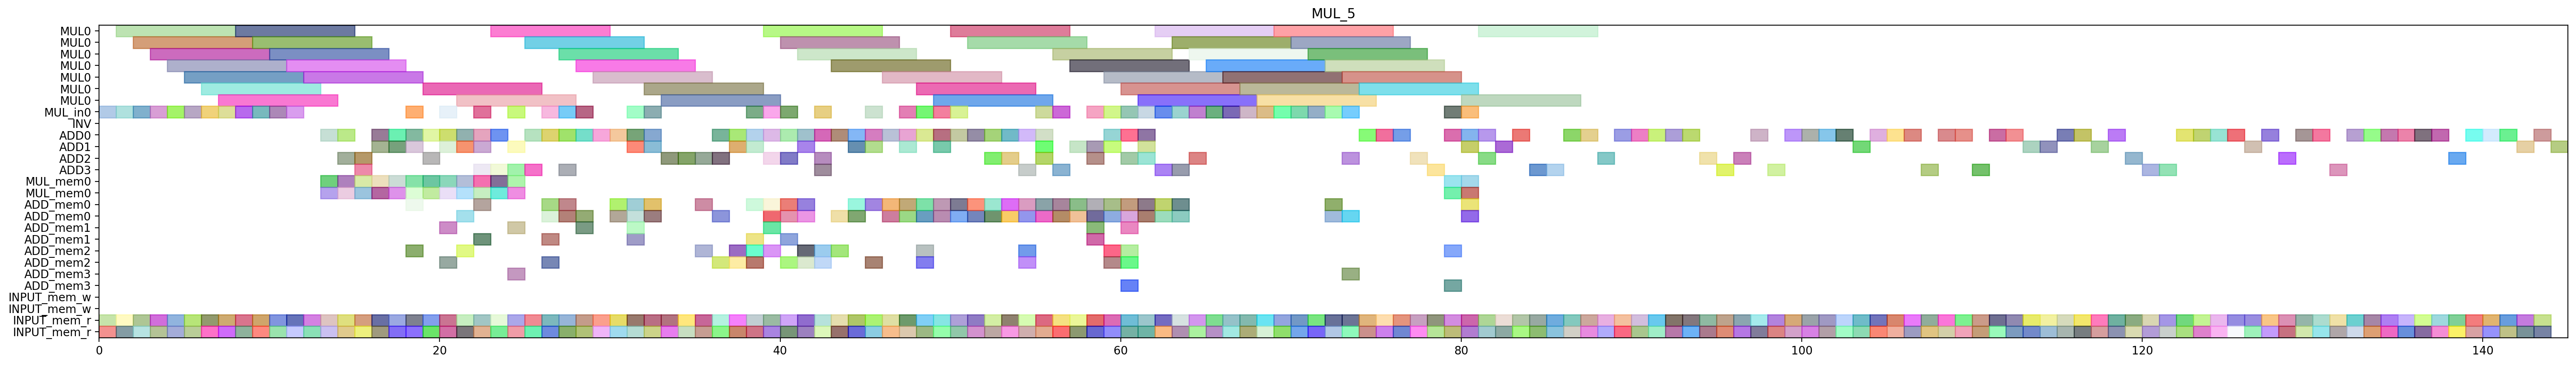 MUL_5
MUL0
MUL0
MUL0
MUL0
MUL0
MUL0
MUL0
MUL_in0
INV
ADD0
ADD1
ADD2
ADD3
MUL_mem0
MUL_mem0
ADD_mem0
ADD_mem0
ADD_mem1
ADD_mem1
ADD_mem2
ADD_mem2
ADD_mem3
ADD_mem3
INPUT_mem_w
INPUT_mem_w
INPUT_mem_r
INPUT_mem_r
0 20 40 60 80 100 120 140